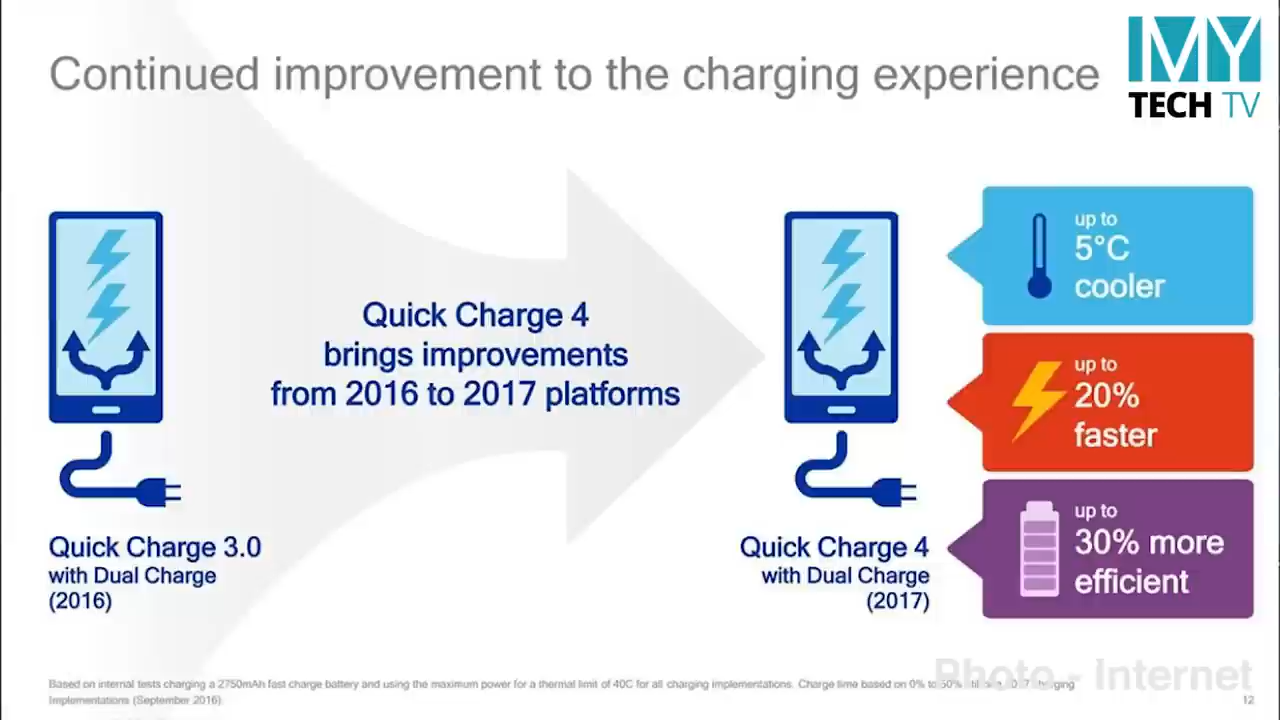 Continued improvement to the charging experience
MY
TECH TV
Quick Charge 4
brings improvements
from 2016 to 2017 platforms
Quick Charge 3.0
with Dual Charge
(2016)
Quick Charge 4
with Dual Charge
(2017)
up to
5°C
cooler
up to
20%
faster
up to
30% more
efficient
Based on internal tests charging a 2750mAh fast charge battery and using the maximum power for a thermal limit of 40C for all charging implementations. Charge time based on 0% to 50% charging
Implementations (September 2016)
Photo - Internet
12